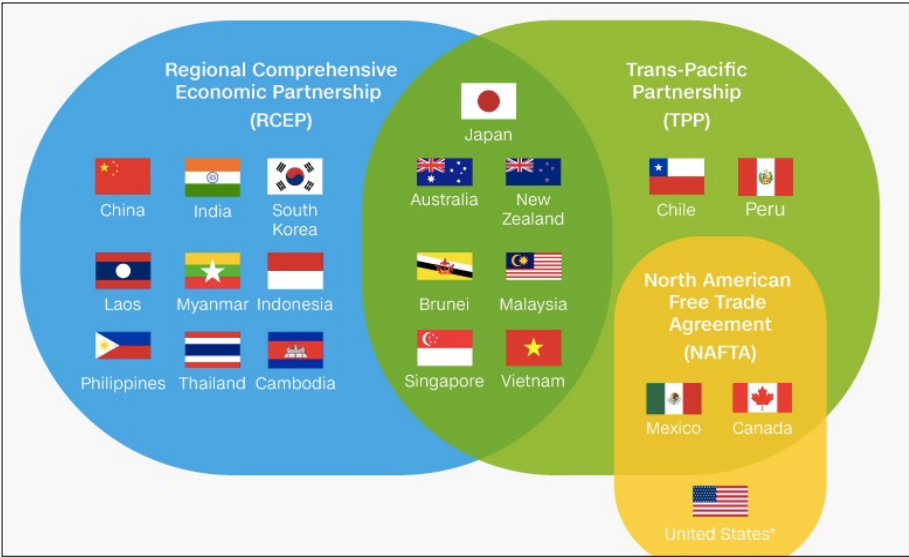 Regional Comprehensive
Economic Partnership
(RCEP)
China
India
South
Korea
Laos
Myanmar
Indonesia
Philippines
Thailand
Cambodia
Japan
Australia
New
Zealand
Brunei
Malaysia
Singapore
Vietnam
Trans-Pacific
Partnership
(TPP)
Chile
Peru
North American
Free Trade
Agreement
(NAFTA)
Mexico
Canada
United States*